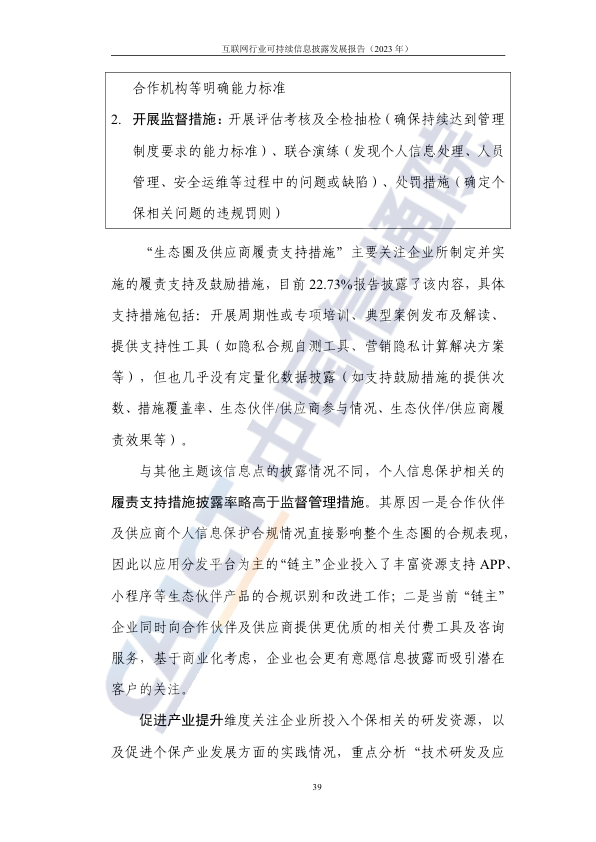 互联网行业可持续信息披露发展报告（2023 年）
合作机构等明确能力标准
2. 开展监督措施：开展评估考核及全检抽检（确保持续达到管理
制度要求的能力标准）、联合演练（发现个人信息处理、人员
管理、安全运维等过程中的问题或缺陷）、处罚措施（确定个
保相关问题的违规罚则）
“生态圈及供应商履责支持措施”主要关注企业所制定并实
施的履责支持及鼓励措施，目前 22.73%报告披露了该内容，具体
支持措施包括：开展周期性或专项培训、典型案例发布及解读、
提供支持性工具（如隐私合规自测工具、营销隐私计算解决方案
等），但也几乎没有定量化数据披露（如支持鼓励措施的提供次
数、措施覆盖率、生态伙伴/供应商参与情况、生态伙伴/供应商履
责效果等）。
与其他主题该信息点的披露情况不同，个人信息保护相关的
履责支持措施披露率略高于监督管理措施。其原因一是合作伙伴
及供应商个人信息保护合规情况直接影响整个生态圈的合规表现，
因此以应用分发平台为主的“链主”企业投入了丰富资源支持 APP、
小程序等生态伙伴产品的合规识别和改进工作；二是当前“链主”
企业同时向合作伙伴及供应商提供更优质的相关付费工具及咨询
服务，基于商业化考虑，企业也会更有意愿信息披露而吸引潜在
客户的关注。
促进产业提升维度关注企业所投入个保相关的研发资源，以
及促进个保产业发展方面的实践情况，重点分析“技术研发及应
39
CAICT 中国信通院